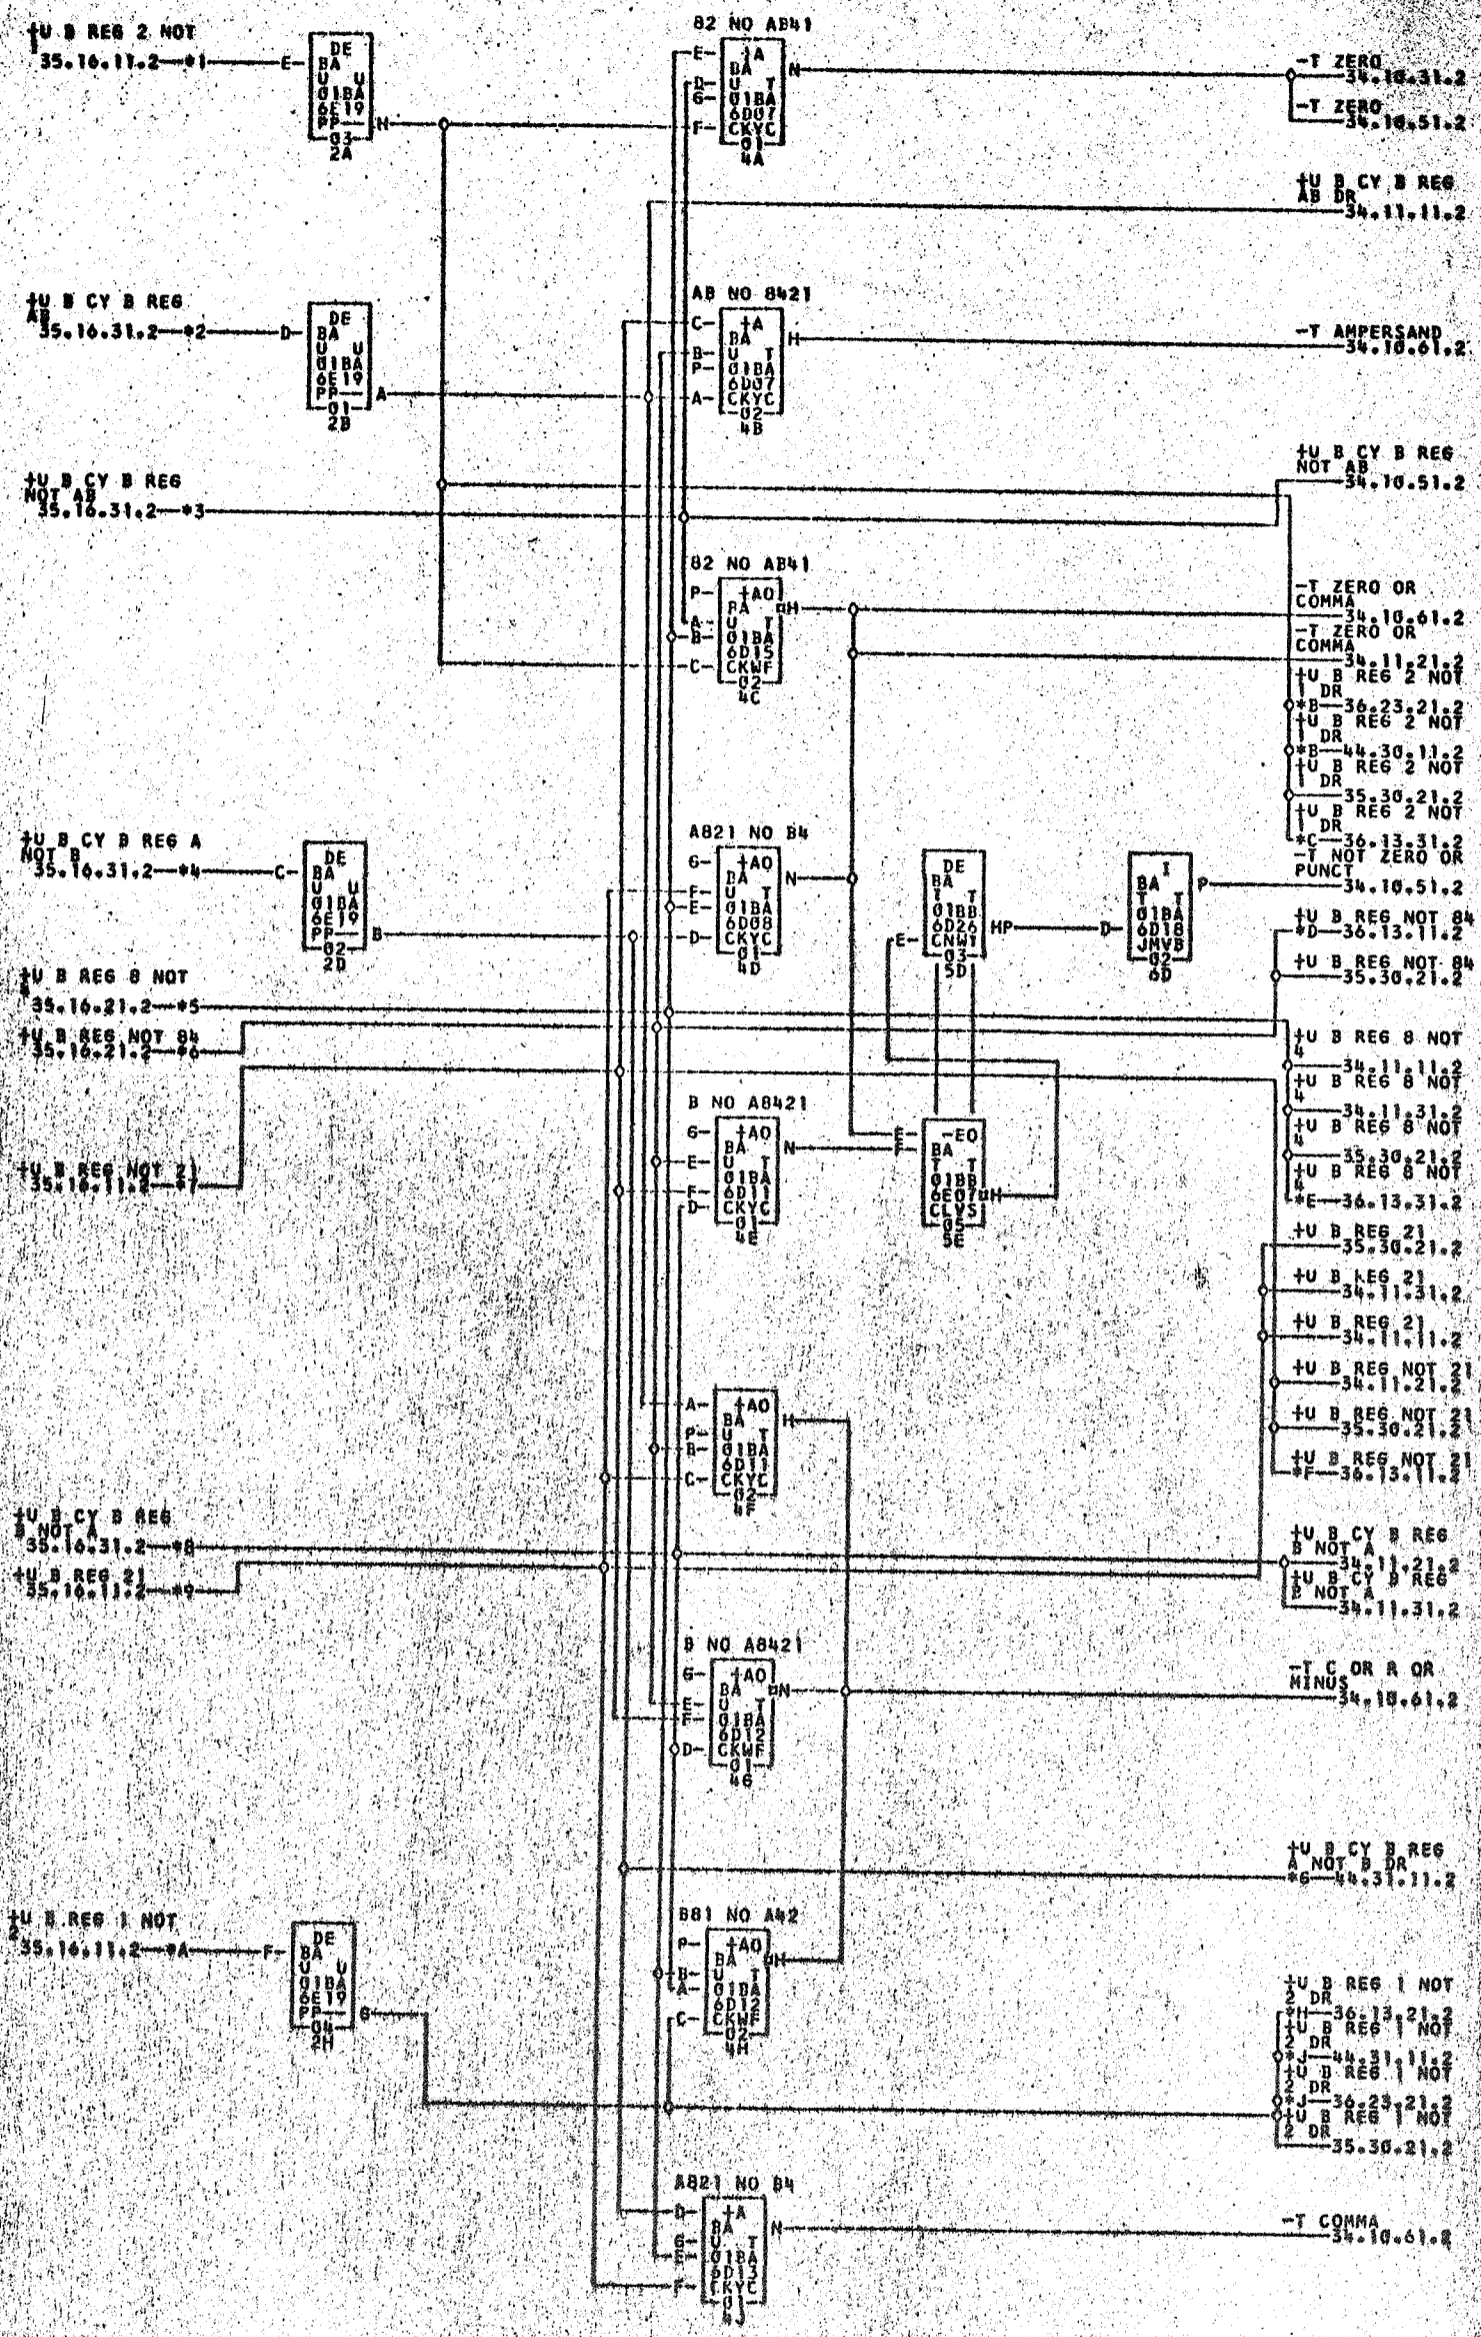 +U B REG 2 NOT
1
35.16.11.2—*1
E
DE
BA
U U
01BA
6E19
PP—
03
2A
H
+U B CY B REG
AB
35.16.31.2—*2
D
DE
BA
U U
01BA
6E19
PP—
01
2B
A
+U B CY B REG
NOT AB
35.16.31.2—*3
+U B CY B REG A
NOT B
35.16.31.2—*4
C
DE
BA
U U
01BA
6E19
PP—
02
2D
B
+U B REG 8 NOT
35.16.21.2—*5
+U B REG NOT 84
35.16.21.2—*6
+U B REG NOT 21
35.16.11.2—*7
+U B CY B REG
B NOT A
35.16.31.2—*8
+U B REG 21
35.16.11.2—*9
+U B REG 1 NOT
2
35.16.11.2—*A
F
DE
BA
U U
01BA
6E19
PP—
04
2H
G
82 NO AB41
E
D
G
F
+A
BA
U T
01BA
6D07
CKYC
01
4A
N
AB NO 8421
C
B
P
A
+A
BA
U T
01BA
6D07
CKYC
02
4B
H
82 NO AB41
P
A
B
C
+AO
BA
U T
01BA
6D15
CKWF
02
4C
H
A821 NO B4
G
F
E
D
+AO
BA
U T
01BA
6D08
CKYC
01
4D
N
B NO A8421
G
E
F
D
+AO
BA
U T
01BA
6D11
CKYC
01
4E
N
A
P
B
C
+AO
BA
U T
01BA
6D11
CKYC
02
4F
H
B NO A8421
G
E
F
D
+AO
BA
U T
01BA
6D12
CKWF
01
4G
N
B81 NO A42
P
B
A
C
+AO
BA
U T
01BA
6D12
CKWF
02
4H
H
A821 NO B4
D
G
E
F
+A
BA
U T
01BA
6D13
CKYC
N
E
DE
BA
T T
01BB
6D26
CNW1
03
5D
HP
E
F
-EO
BA
T T
01BB
6E07
CLVS
05
5E
H
D
I
BA
T T
01BA
6D18
JMVB
02
6D
P
-T ZERO
34.10.31.2
-T ZERO
34.10.51.2
+U B CY B REG
AB DR
34.11.11.2
-T AMPERSAND
34.10.61.2
+U B CY B REG
NOT AB
34.10.51.2
-T ZERO OR
COMMA
34.10.61.2
-T ZERO OR
COMMA
34.11.21.2
+U B REG 2 NOT
1 DR
*B—36.23.21.2
+U B REG 2 NOT
1 DR
*B—44.30.11.2
+U B REG 2 NOT
1 DR
35.30.21.2
+U B REG 2 NOT
1 DR
*C—36.13.31.2
-T NOT ZERO OR
PUNCT
34.10.51.2
+U B REG NOT 84
*D—36.13.11.2
+U B REG NOT 84
35.30.21.2
+U B REG 8 NOT
4
34.11.11.2
+U B REG 8 NOT
4
34.11.31.2
+U B REG 8 NOT
4
35.30.21.2
+U B REG 8 NOT
4
*E—36.13.31.2
+U B REG 21
35.30.21.2
+U B REG 21
34.11.31.2
+U B REG 21
34.11.11.2
+U B REG NOT 21
34.11.21.2
+U B REG NOT 21
35.30.21.2
+U B REG NOT 21
*F—36.13.11.2
+U B CY B REG
B NOT A
34.11.21.2
+U B CY B REG
B NOT A
34.11.31.2
-T C OR R OR
MINUS
34.10.61.2
+U B CY B REG
A NOT B DR
*G—44.31.11.2
+U B REG 1 NOT
2 DR
*H—36.13.21.2
+U B REG 1 NOT
2 DR
*J—44.31.11.2
+U B REG 1 NOT
2 DR
*J—36.23.21.2
+U B REG 1 NOT
2 DR
35.30.21.2
-T COMMA
34.10.61.2